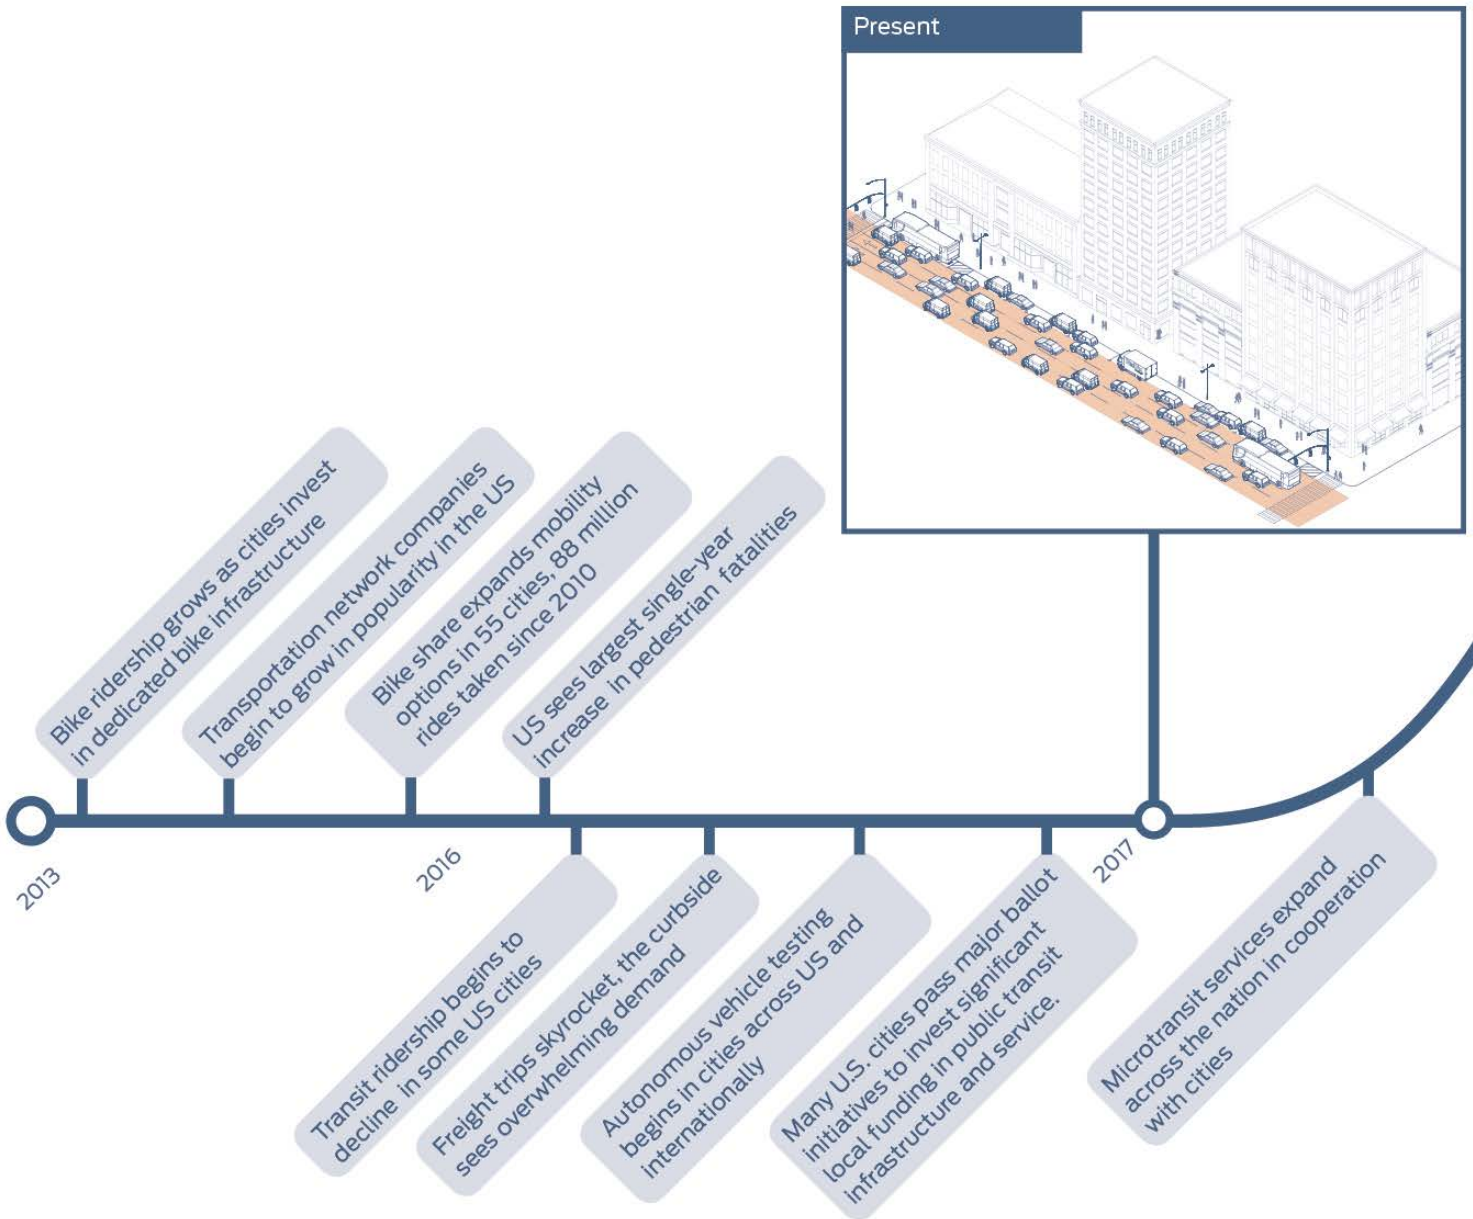 Present
Bike ridership grows as cities invest
in dedicated bike infrastructure
Transportation network companies
begin to grow in popularity in the US
Bike share expands mobility
options in 55 cities, 88 million
rides taken since 2010
US sees largest single-year
increase in pedestrian fatalities
2013
2016
2017
Transit ridership begins to
decline in some US cities
Freight trips skyrocket, the curbside
sees overwhelming demand
Autonomous vehicle testing
begins in cities across US and
internationally
Many U.S. cities pass major ballot
initiatives to invest significant
local funding in public transit
infrastructure and service.
Microtransit services expand
across the nation in cooperation
with cities